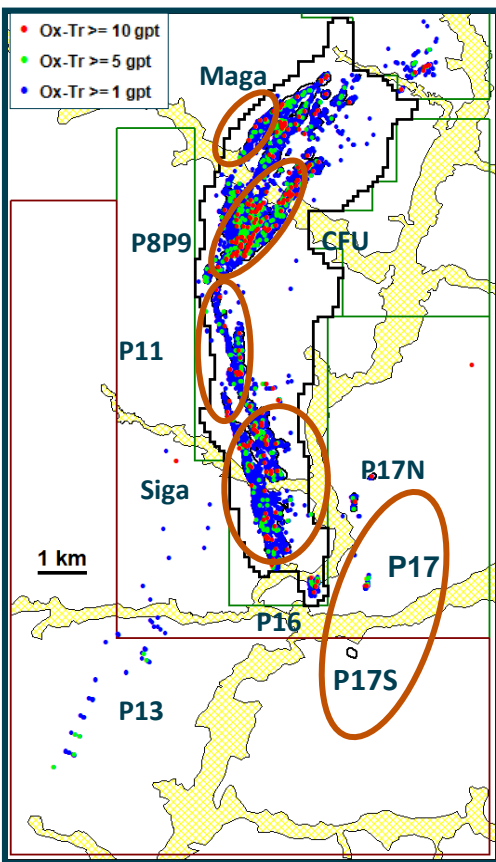 Ox-Tr >= 10 gpt
Ox-Tr >= 5 gpt
Ox-Tr >= 1 gpt
Maga
P8P9
CFU
P11
P17N
Siga
P17
1 km
P16
P17S
P13